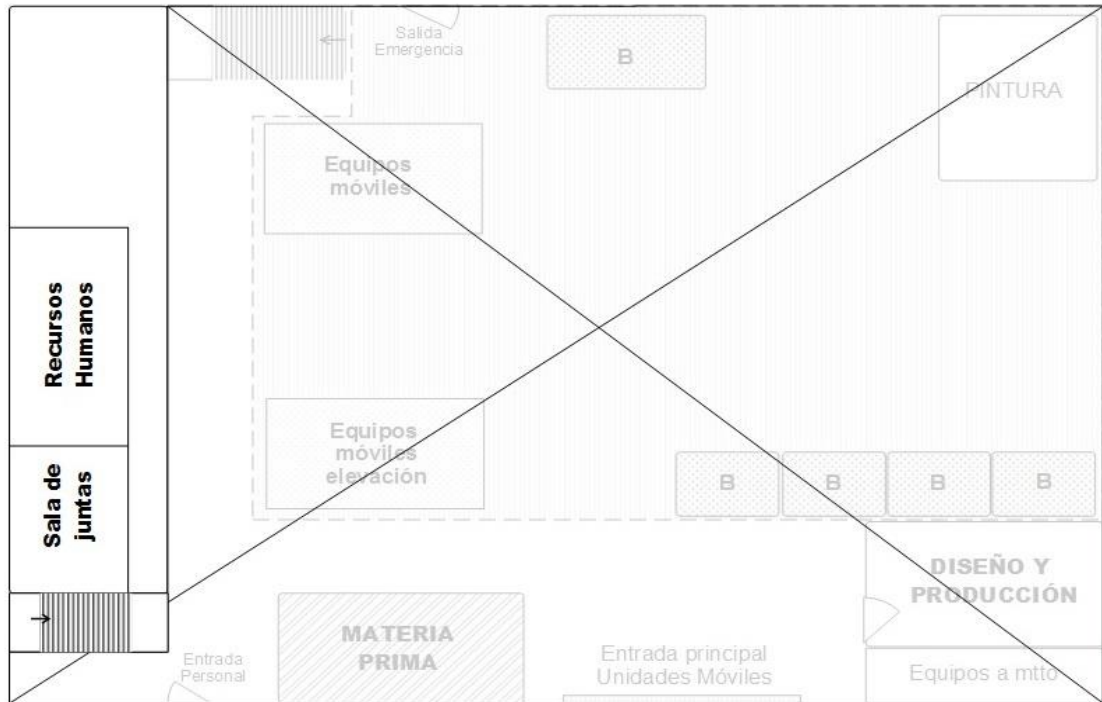 Salida
Emergencia
B
PINTURA
Equipos
móviles
Recursos
Humanos
Equipos
móviles
elevación
Sala de
juntas
B
B
B
B
DISEÑO Y
PRODUCCIÓN
MATERIA
PRIMA
Entrada
Personal
Entrada principal
Unidades Móviles
Equipos a mtto